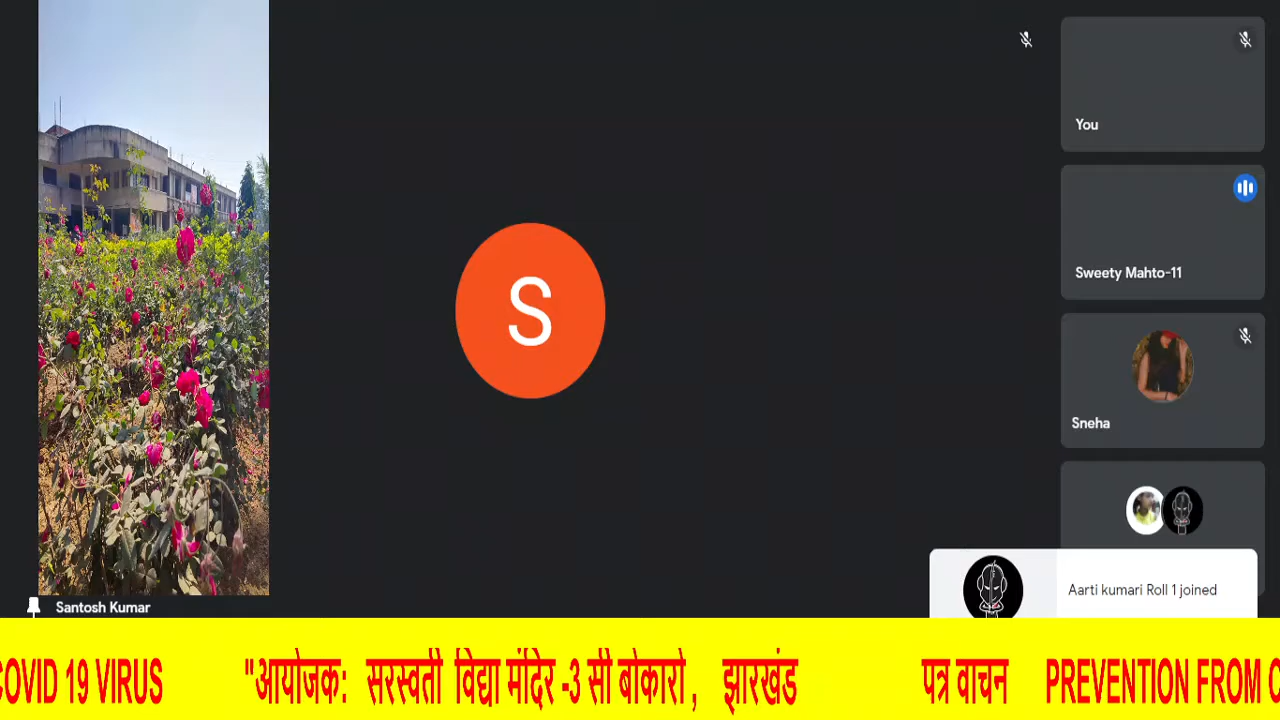 You
S
Sweety Mahto-11
Sneha
Aarti kumari Roll 1 joined
Santosh Kumar
COVID 19 VIRUS "आयोजक: सरस्वती विद्या मंदिर -3 सी बोकारो , झारखंड पत्र वाचन PREVENTION FROM C